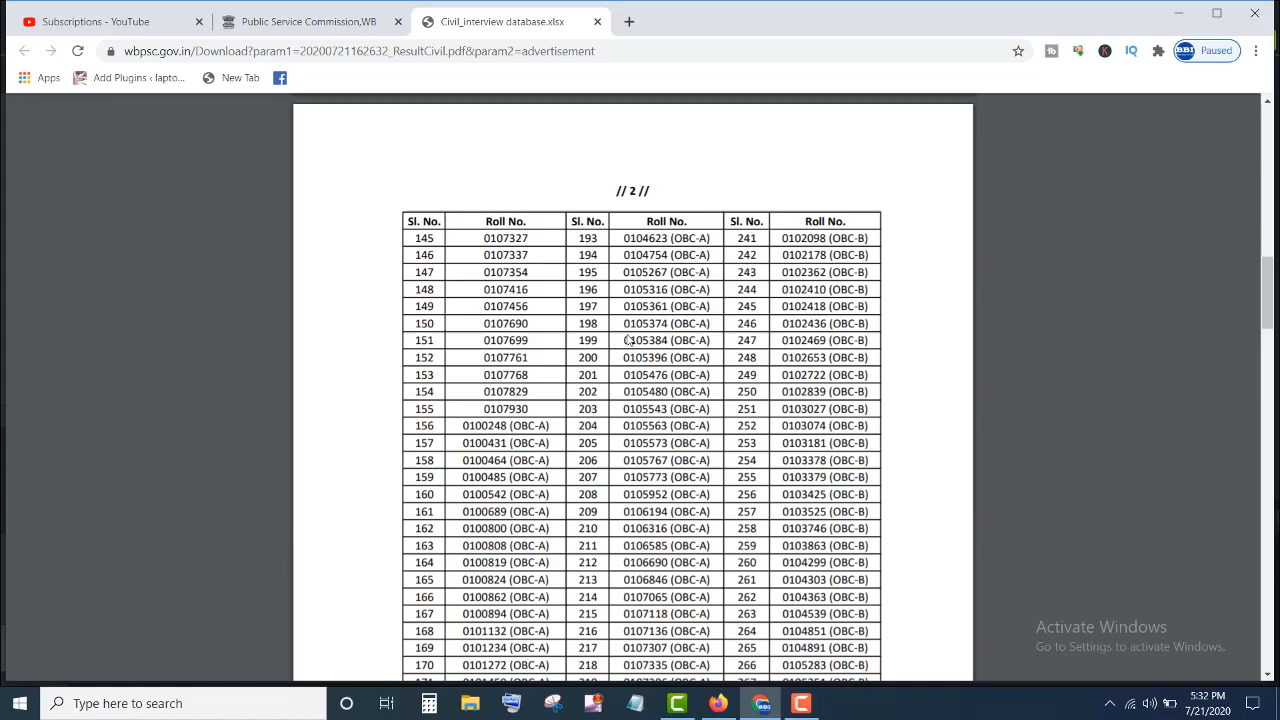 Subscriptions - YouTube
Public Service Commission,WB
Civil_interview database.xlsx
wbpsc.gov.in/Download?param1=20200721162632_ResultCivil.pdf&param2=advertisement
tb
K
IQ
BBI Paused
Apps
Add Plugins ‹ lapto...
New Tab
// 2 //
Sl. No. Roll No. Sl. No. Roll No. Sl. No. Roll No.
145 0107327 193 0104623 (OBC-A) 241 0102098 (OBC-B)
146 0107337 194 0104754 (OBC-A) 242 0102178 (OBC-B)
147 0107354 195 0105267 (OBC-A) 243 0102362 (OBC-B)
148 0107416 196 0105316 (OBC-A) 244 0102410 (OBC-B)
149 0107456 197 0105361 (OBC-A) 245 0102418 (OBC-B)
150 0107690 198 0105374 (OBC-A) 246 0102436 (OBC-B)
151 0107699 199 0105384 (OBC-A) 247 0102469 (OBC-B)
152 0107761 200 0105396 (OBC-A) 248 0102653 (OBC-B)
153 0107768 201 0105476 (OBC-A) 249 0102722 (OBC-B)
154 0107829 202 0105480 (OBC-A) 250 0102839 (OBC-B)
155 0107930 203 0105543 (OBC-A) 251 0103027 (OBC-B)
156 0100248 (OBC-A) 204 0105563 (OBC-A) 252 0103074 (OBC-B)
157 0100431 (OBC-A) 205 0105573 (OBC-A) 253 0103181 (OBC-B)
158 0100464 (OBC-A) 206 0105767 (OBC-A) 254 0103378 (OBC-B)
159 0100485 (OBC-A) 207 0105773 (OBC-A) 255 0103379 (OBC-B)
160 0100542 (OBC-A) 208 0105952 (OBC-A) 256 0103425 (OBC-B)
161 0100689 (OBC-A) 209 0106194 (OBC-A) 257 0103525 (OBC-B)
162 0100800 (OBC-A) 210 0106316 (OBC-A) 258 0103746 (OBC-B)
163 0100808 (OBC-A) 211 0106585 (OBC-A) 259 0103863 (OBC-B)
164 0100819 (OBC-A) 212 0106690 (OBC-A) 260 0104299 (OBC-B)
165 0100824 (OBC-A) 213 0106846 (OBC-A) 261 0104303 (OBC-B)
166 0100862 (OBC-A) 214 0107065 (OBC-A) 262 0104363 (OBC-B)
167 0100894 (OBC-A) 215 0107118 (OBC-A) 263 0104539 (OBC-B)
168 0101132 (OBC-A) 216 0107136 (OBC-A) 264 0104851 (OBC-B)
169 0101234 (OBC-A) 217 0107307 (OBC-A) 265 0104891 (OBC-B)
170 0101272 (OBC-A) 218 0107335 (OBC-A) 266 0105283 (OBC-B)
Activate Windows
Go to Settings to activate Windows.
Type here to search
5:32 PM
7/21/2020